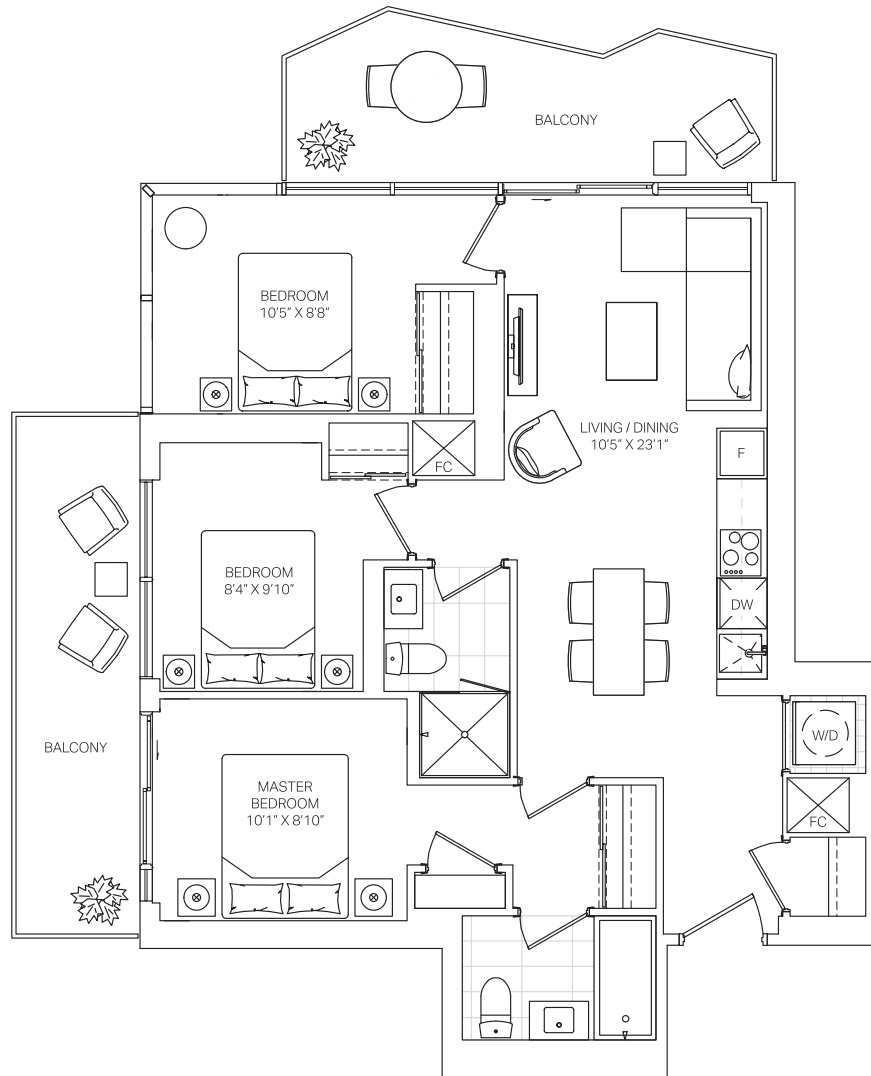 BALCONY
BEDROOM
10'5" X 8'8"
LIVING / DINING
10'5" X 23'1"
F
FC
BEDROOM
8'4" X 9'10"
DW
W/D
BALCONY
MASTER
BEDROOM
10'1" X 8'10"
FC